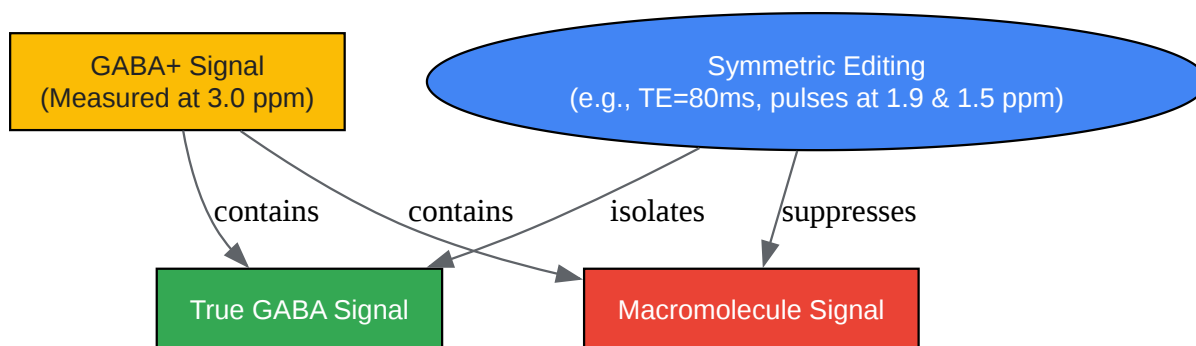 GABA+ Signal
(Measured at 3.0 ppm)
Symmetric Editing
(e.g., TE=80ms, pulses at 1.9 & 1.5 ppm)
contains
contains
isolates
suppresses
True GABA Signal
Macromolecule Signal